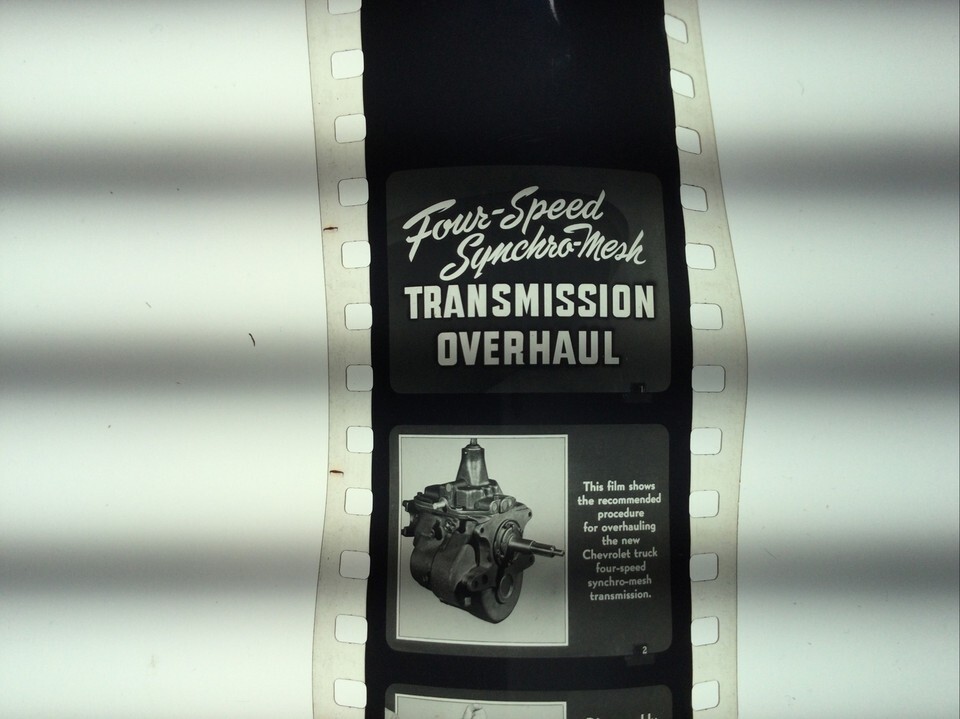 Four-Speed
Synchro-Mesh
TRANSMISSION
OVERHAUL
1
This film shows
the recommended
procedure
for overhauling
the new
Chevrolet truck
four-speed
synchro-mesh
transmission.
2